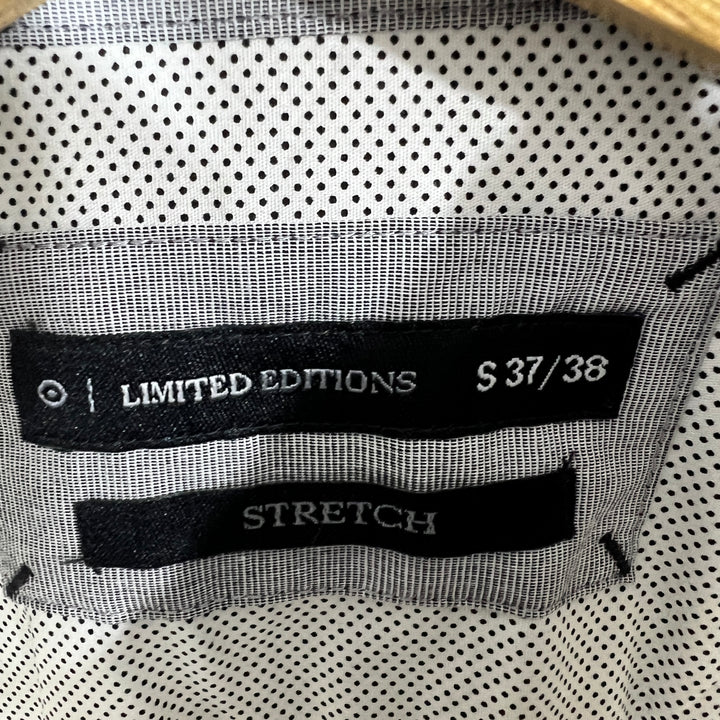 LIMITED EDITIONS S 37/38
STRETCH